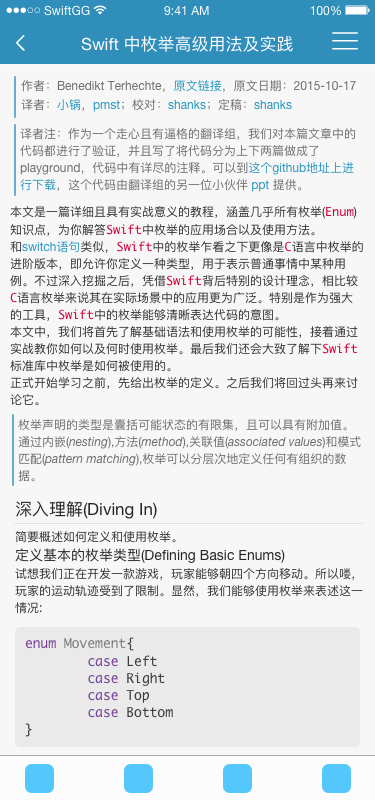 SwiftGG
9:41 AM
100%
Swift 中枚举高级用法及实践
作者：Benedikt Terhechte，原文链接，原文日期：2015-10-17
译者：小锅，pmst；校对：shanks；定稿：shanks
译者注：作为一个走心且有逼格的翻译组，我们对本篇文章中的
代码都进行了验证，并且写了将代码分为上下两篇做成了
playground，代码中有详尽的注释。可以到这个github地址上进
行下载，这个代码由翻译组的另一位小伙伴 ppt 提供。
本文是一篇详细且具有实战意义的教程，涵盖几乎所有枚举(Enum)
知识点，为你解答Swift中枚举的应用场合以及使用方法。
和switch语句类似，Swift中的枚举乍看之下更像是C语言中枚举的
进阶版本，即允许你定义一种类型，用于表示普通事情中某种用
例。不过深入挖掘之后，凭借Swift背后特别的设计理念，相比较
C语言枚举来说其在实际场景中的应用更为广泛。特别是作为强大
的工具，Swift中的枚举能够清晰表达代码的意图。
本文中，我们将首先了解基础语法和使用枚举的可能性，接着通过
实战教你如何以及何时使用枚举。最后我们还会大致了解下Swift
标准库中枚举是如何被使用的。
正式开始学习之前，先给出枚举的定义。之后我们将回过头再来讨
论它。
枚举声明的类型是囊括可能状态的有限集，且可以具有附加值。
通过内嵌(nesting),方法(method),关联值(associated values)和模式
匹配(pattern matching),枚举可以分层次地定义任何有组织的数
据。
深入理解(Diving In)
简要概述如何定义和使用枚举。
定义基本的枚举类型(Defining Basic Enums)
试想我们正在开发一款游戏，玩家能够朝四个方向移动。所以喽，
玩家的运动轨迹受到了限制。显然，我们能够使用枚举来表述这一
情况：
enum Movement{
case Left
case Right
case Top
case Bottom
}